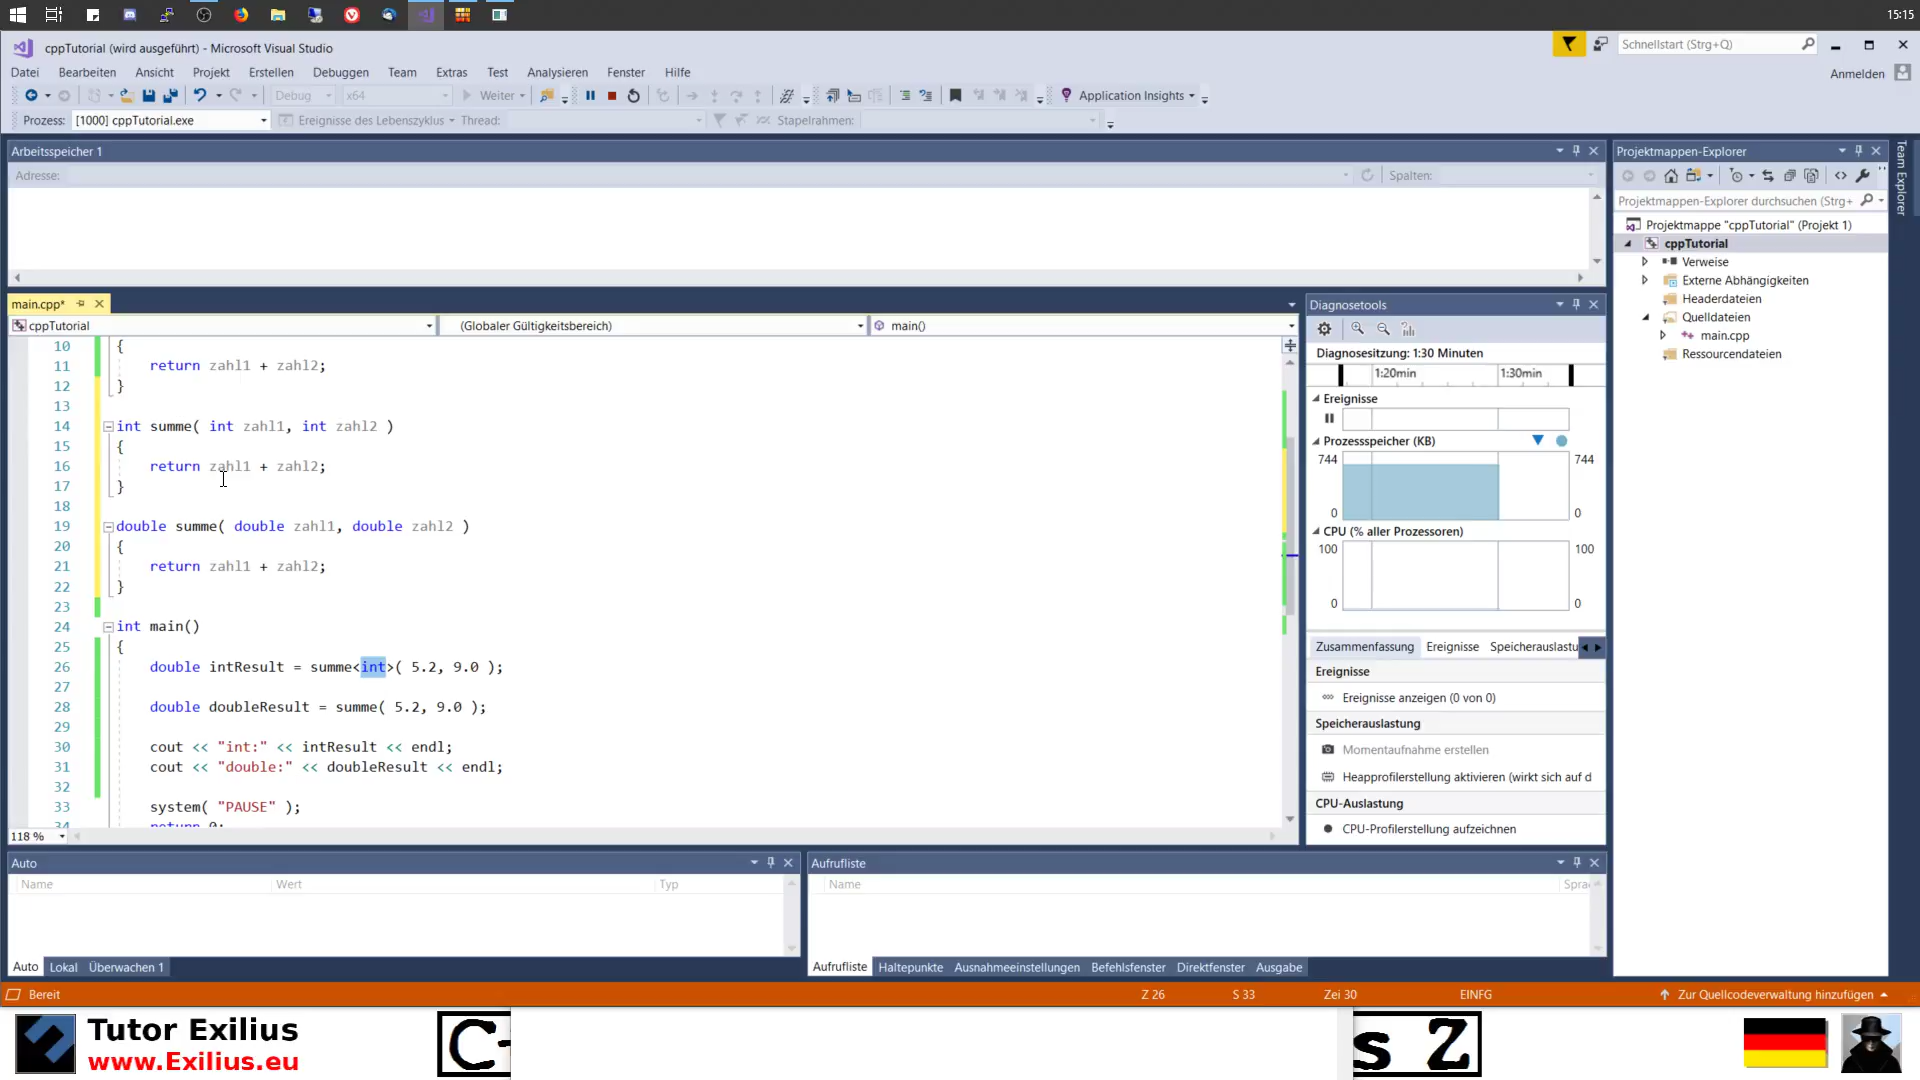 15:15
cppTutorial (wird ausgeführt) - Microsoft Visual Studio
Schnellstart (Strg+Q)
Datei Bearbeiten Ansicht Projekt Erstellen Debuggen Team Extras Test Analysieren Fenster Hilfe
Anmelden
Debug x64 Weiter Application Insights
Prozess: [1000] cppTutorial.exe Ereignisse des Lebenszyklus Thread: Stapelrahmen:
Arbeitsspeicher 1
Adresse: Spalten:
main.cpp*
cppTutorial (Globaler Gültigkeitsbereich) main()
10 {
11 return zahl1 + zahl2;
12 }
13
14 int summe( int zahl1, int zahl2 )
15 {
16 return zahl1 + zahl2;
17 }
18
19 double summe( double zahl1, double zahl2 )
20 {
21 return zahl1 + zahl2;
22 }
23
24 int main()
25 {
26 double intResult = summe<int>( 5.2, 9.0 );
27
28 double doubleResult = summe( 5.2, 9.0 );
29
30 cout << "int:" << intResult << endl;
31 cout << "double:" << doubleResult << endl;
32
33 system( "PAUSE" );
34 return 0;
118 %
Diagnosetools
Diagnosesitzung: 1:30 Minuten
1:20min 1:30min
Ereignisse
Prozessspeicher (KB)
744 744
0 0
CPU (% aller Prozessoren)
100 100
0 0
Zusammenfassung Ereignisse Speicherauslastu
Ereignisse
Ereignisse anzeigen (0 von 0)
Speicherauslastung
Momentaufnahme erstellen
Heapprofilerstellung aktivieren (wirkt sich auf d
CPU-Auslastung
CPU-Profilerstellung aufzeichnen
Projektmappen-Explorer
Projektmappen-Explorer durchsuchen (Strg+
Projektmappe "cppTutorial" (Projekt 1)
cppTutorial
Verweise
Externe Abhängigkeiten
Headerdateien
Quelldateien
main.cpp
Ressourcendateien
Team Explorer
Auto
Name Wert Typ
Auto Lokal Überwachen 1
Aufrufliste
Name Spra
Aufrufliste Haltepunkte Ausnahmeeinstellungen Befehlsfenster Direktfenster Ausgabe
Bereit Z 26 S 33 Zei 30 EINFG Zur Quellcodeverwaltung hinzufügen
Tutor Exilius
www.Exilius.eu
s Z